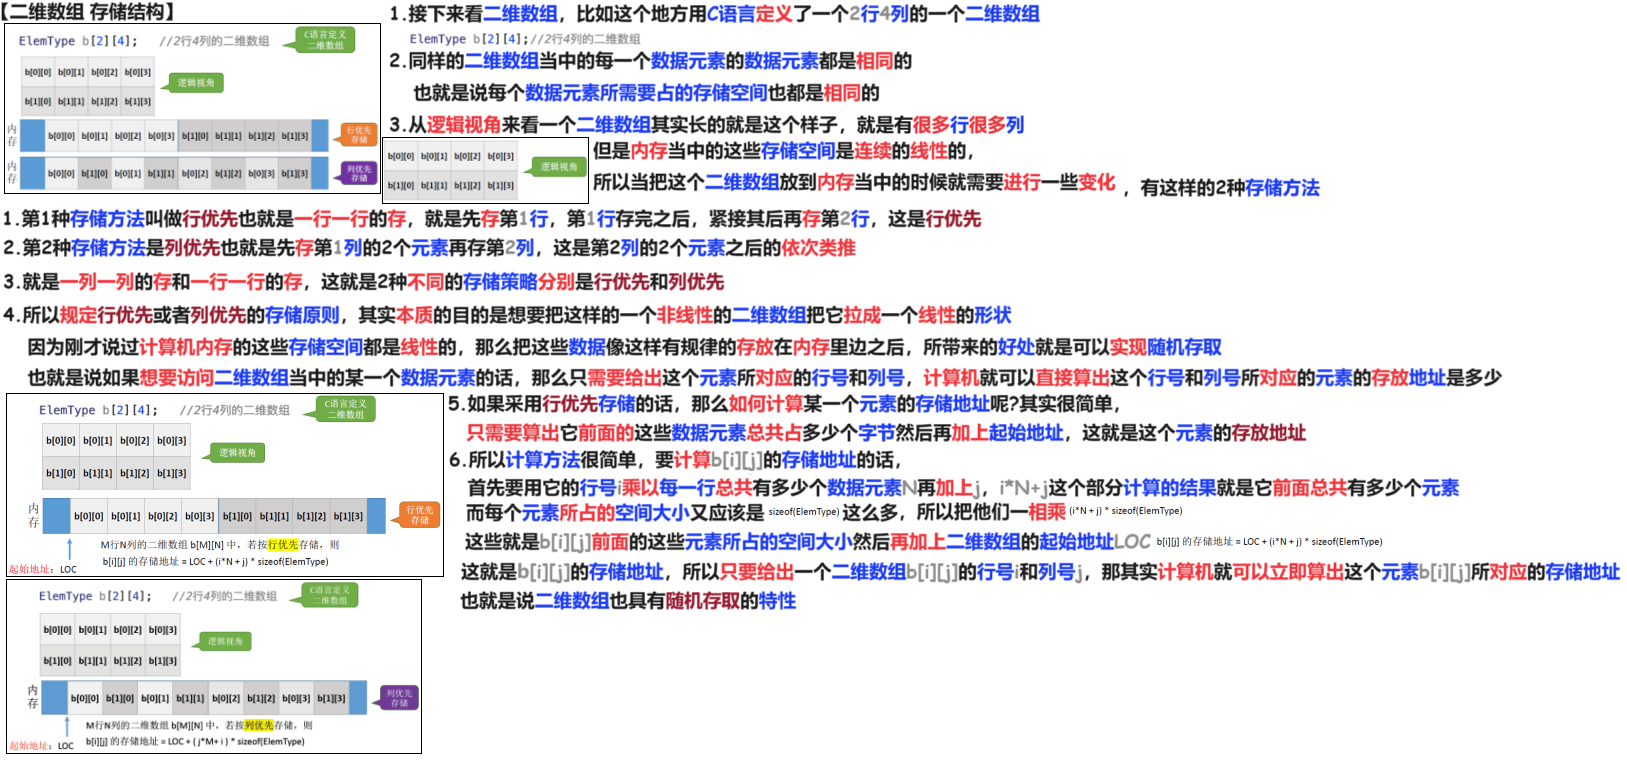 【二维数组 存储结构】
ElemType b[2][4]; //2行4列的二维数组
C语言定义
二维数组
b[0][0] b[0][1] b[0][2] b[0][3]
b[1][0] b[1][1] b[1][2] b[1][3]
逻辑视角
内存
b[0][0] b[0][1] b[0][2] b[0][3] b[1][0] b[1][1] b[1][2] b[1][3]
行优先
存储
内存
b[0][0] b[1][0] b[0][1] b[1][1] b[0][2] b[1][2] b[0][3] b[1][3]
列优先
存储
1.接下来看二维数组，比如这个地方用C语言定义了一个2行4列的一个二维数组
ElemType b[2][4];//2行4列的二维数组
2.同样的二维数组当中的每一个数据元素的数据元素都是相同的
也就是说每个数据元素所需要占的存储空间也都是相同的
3.从逻辑视角来看一个二维数组其实长的就是这个样子，就是有很多行很多列
b[0][0] b[0][1] b[0][2] b[0][3]
b[1][0] b[1][1] b[1][2] b[1][3]
逻辑视角
但是内存当中的这些存储空间是连续的线性的，
所以当把这个二维数组放到内存当中的时候就需要进行一些变化 ，有这样的2种存储方法
1.第1种存储方法叫做行优先也就是一行一行的存，就是先存第1行，第1行存完之后，紧接其后再存第2行，这是行优先
2.第2种存储方法是列优先也就是先存第1列的2个元素再存第2列，这是第2列的2个元素之后的依次类推
3.就是一列一列的存和一行一行的存，这就是2种不同的存储策略分别是行优先和列优先
4.所以规定行优先或者列优先的存储原则，其实本质的目的是想要把这样的一个非线性的二维数组把它拉成一个线性的形状
因为刚才说过计算机内存的这些存储空间都是线性的，那么把这些数据像这样有规律的存放在内存里边之后，所带来的好处就是可以实现随机存取
也就是说如果想要访问二维数组当中的某一个数据元素的话，那么只需要给出这个元素所对应的行号和列号，计算机就可以直接算出这个行号和列号所对应的元素的存放地址是多少
ElemType b[2][4]; //2行4列的二维数组
C语言定义
二维数组
b[0][0] b[0][1] b[0][2] b[0][3]
b[1][0] b[1][1] b[1][2] b[1][3]
逻辑视角
内存
b[0][0] b[0][1] b[0][2] b[0][3] b[1][0] b[1][1] b[1][2] b[1][3]
行优先
存储
M行N列的二维数组 b[M][N] 中，若按行优先存储，则
b[i][j] 的存储地址 = LOC + (i*N + j) * sizeof(ElemType)
起始地址：LOC
5.如果采用行优先存储的话，那么如何计算某一个元素的存储地址呢?其实很简单，
只需要算出它前面的这些数据元素总共占多少个字节然后再加上起始地址，这就是这个元素的存放地址
6.所以计算方法很简单，要计算b[i][j]的存储地址的话，
首先要用它的行号i乘以每一行总共有多少个数据元素N再加上j，i*N+j这个部分计算的结果就是它前面总共有多少个元素
而每个元素所占的空间大小又应该是 sizeof(ElemType) 这么多，所以把他们一相乘 (i*N + j) * sizeof(ElemType)
这些就是b[i][j]前面的这些元素所占的空间大小然后再加上二维数组的起始地址LOC b[i][j] 的存储地址 = LOC + (i*N + j) * sizeof(ElemType)
这就是b[i][j]的存储地址，所以只要给出一个二维数组b[i][j]的行号i和列号j，那其实计算机就可以立即算出这个元素b[i][j]所对应的存储地址
也就是说二维数组也具有随机存取的特性
ElemType b[2][4]; //2行4列的二维数组
C语言定义
二维数组
b[0][0] b[0][1] b[0][2] b[0][3]
b[1][0] b[1][1] b[1][2] b[1][3]
逻辑视角
内存
b[0][0] b[1][0] b[0][1] b[1][1] b[0][2] b[1][2] b[0][3] b[1][3]
列优先
存储
M行N列的二维数组 b[M][N] 中，若按列优先存储，则
b[i][j] 的存储地址 = LOC + ( j*M+ i ) * sizeof(ElemType)
起始地址：LOC